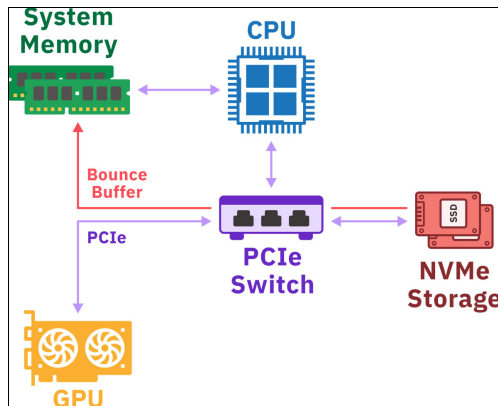 System
Memory
CPU
Bounce
Buffer
PCIe
PCIe
Switch
SSD
NVMe
Storage
GPU